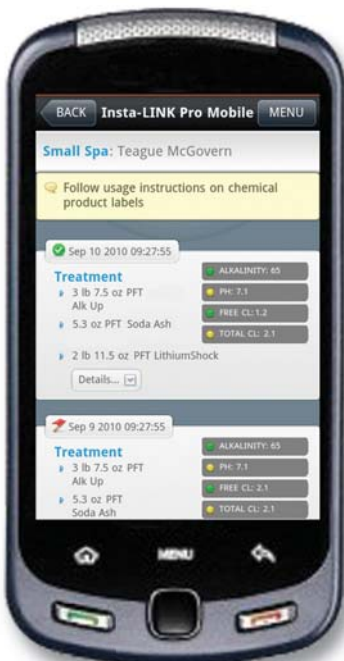 BACK Insta-LINK Pro Mobile MENU
Small Spa: Teague McGovern
Follow usage instructions on chemical
product labels
Sep 10 2010 09:27:55
Treatment
3 lb 7.5 oz PFT
Alk Up
5.3 oz PFT Soda Ash
2 lb 11.5 oz PFT LithiumShock
Details...
ALKALINITY: 65
PH: 7.1
FREE CL: 1.2
TOTAL CL: 2.1
Sep 9 2010 09:27:55
Treatment
3 lb 7.5 oz PFT
Alk Up
5.3 oz PFT
Soda Ash
ALKALINITY: 65
PH: 7.1
FREE CL: 2.1
TOTAL CL: 2.1
MENU